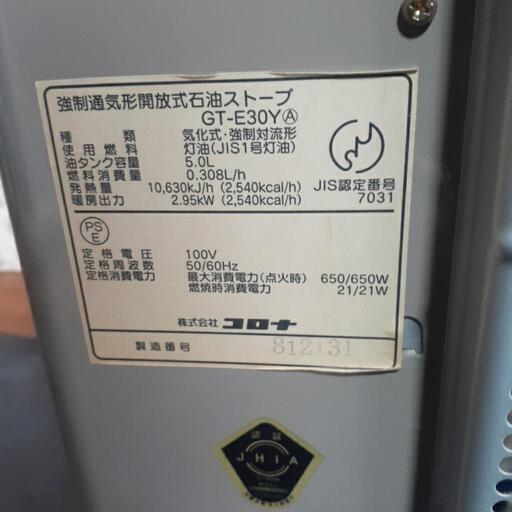 強制通気形開放式石油ストーブ
GT-E30YⒶ
種類 気化式・強制対流形
使用燃料 灯油(JIS1号灯油)
油タンク容量 5.0L
燃料消費量 0.308L/h
発熱量 10,630kJ/h (2,540kcal/h)
暖房出力 2.95kW (2,540kcal/h)
JIS認定番号
7031
PS
E
定格電圧 100V
定格周波数 50/60Hz
定格消費電力 最大消費電力(点火時) 650/650W
燃焼時消費電力 21/21W
株式会社 コロナ
製造番号 812131
認証
JHIA